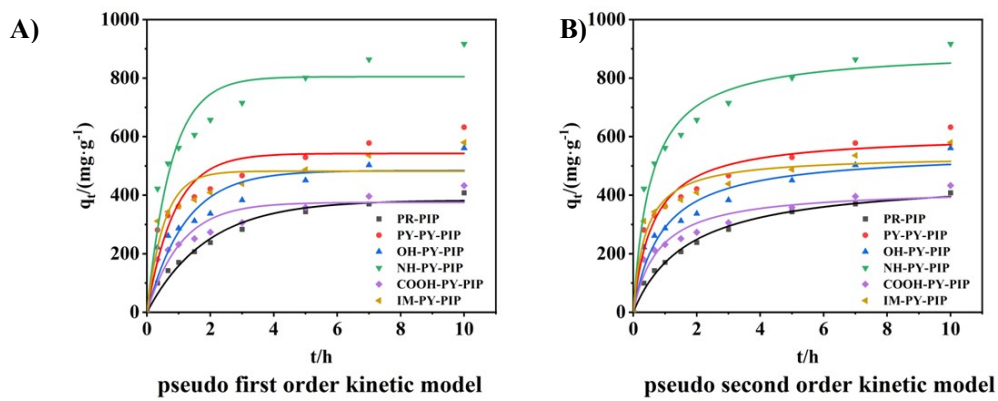 A)
1000
800
600
400
200
0
qt/(mg·g-1)
PR-PIP
PY-PY-PIP
OH-PY-PIP
NH-PY-PIP
COOH-PY-PIP
IM-PY-PIP
0 2 4 6 8 10
t/h
pseudo first order kinetic model
B)
1000
800
600
400
200
0
qt/(mg·g-1)
PR-PIP
PY-PY-PIP
OH-PY-PIP
NH-PY-PIP
COOH-PY-PIP
IM-PY-PIP
0 2 4 6 8 10
t/h
pseudo second order kinetic model